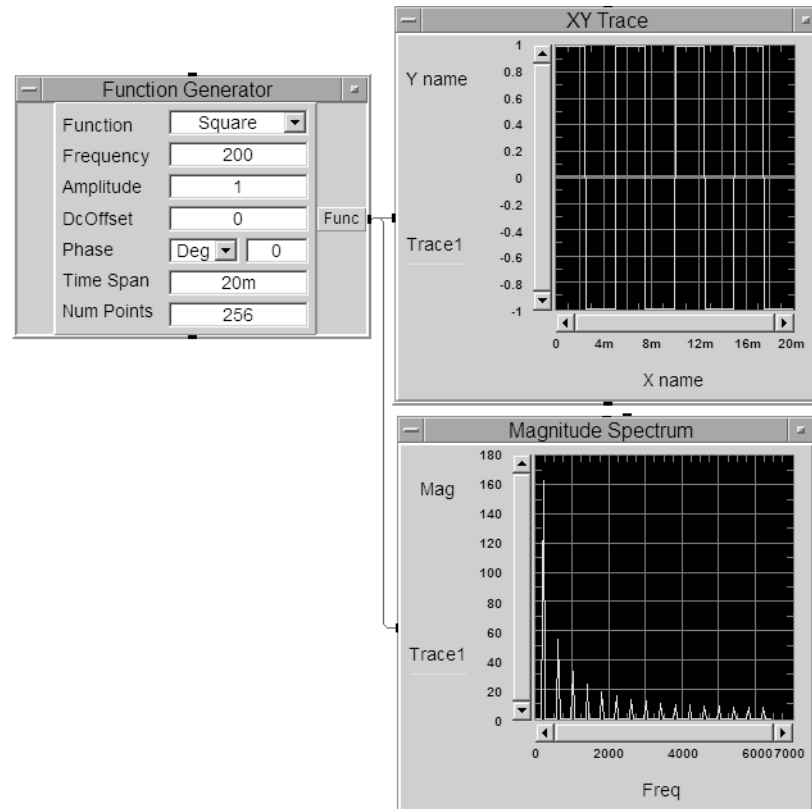 Function Generator
Function Square
Frequency 200
Amplitude 1
DcOffset 0
Phase Deg 0
Time Span 20m
Num Points 256
Func
XY Trace
Y name
Trace1
1
0.8
0.6
0.4
0.2
0
-0.2
-0.4
-0.6
-0.8
-1
0 4m 8m 12m 16m 20m
X name
Magnitude Spectrum
Mag
Trace1
180
160
140
120
100
80
60
40
20
0
0 2000 4000 6000 7000
Freq